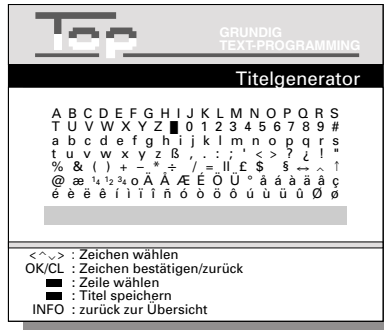 Top
GRUNDIG
TEXT-PROGRAMMING
Titelgenerator
A B C D E F G H I J K L M N O P Q R S
T U V W X Y Z ■ 0 1 2 3 4 5 6 7 8 9 #
a b c d e f g h i j k l m n o p q r s
t u v w x y z ß , . : ; ' < > ? ¿ ! "
% & ( ) + – * ÷ / = II £ $ § ↔ ^ ↑
@ æ ¼ ½ ¾ o Ä Å Æ É Ö Ü ° å á à ä â ç
é è ë ê í ì ï î ñ ó ò ö ô ú ù ü û Ø ø
<^⌄> : Zeichen wählen
OK/CL : Zeichen bestätigen/zurück
■ : Zeile wählen
■ : Titel speichern
INFO : zurück zur Übersicht